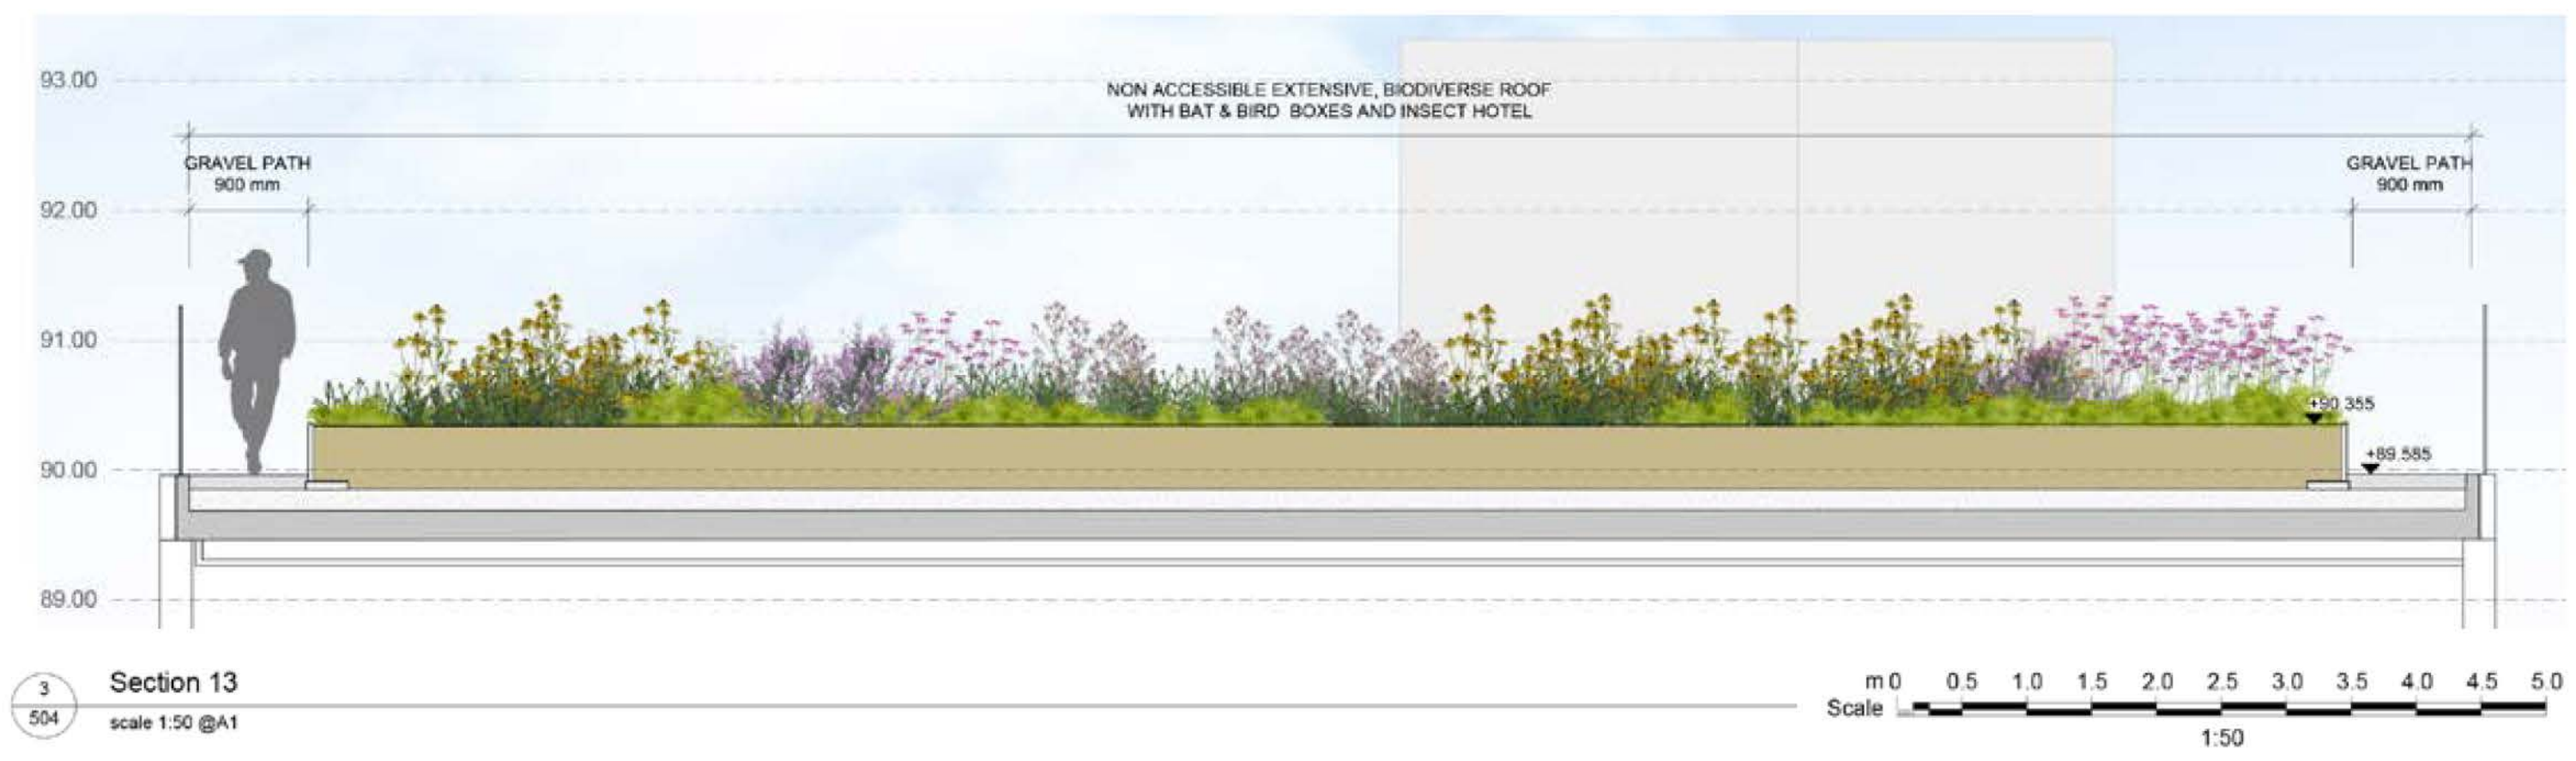 93.00
NON ACCESSIBLE EXTENSIVE, BIODIVERSE ROOF
WITH BAT & BIRD BOXES AND INSECT HOTEL
GRAVEL PATH
900 mm
GRAVEL PATH
900 mm
92.00
91.00
+90.355
90.00
+89.585
89.00
3
504
Section 13
scale 1:50 @A1
m 0 0.5 1.0 1.5 2.0 2.5 3.0 3.5 4.0 4.5 5.0
Scale
1:50